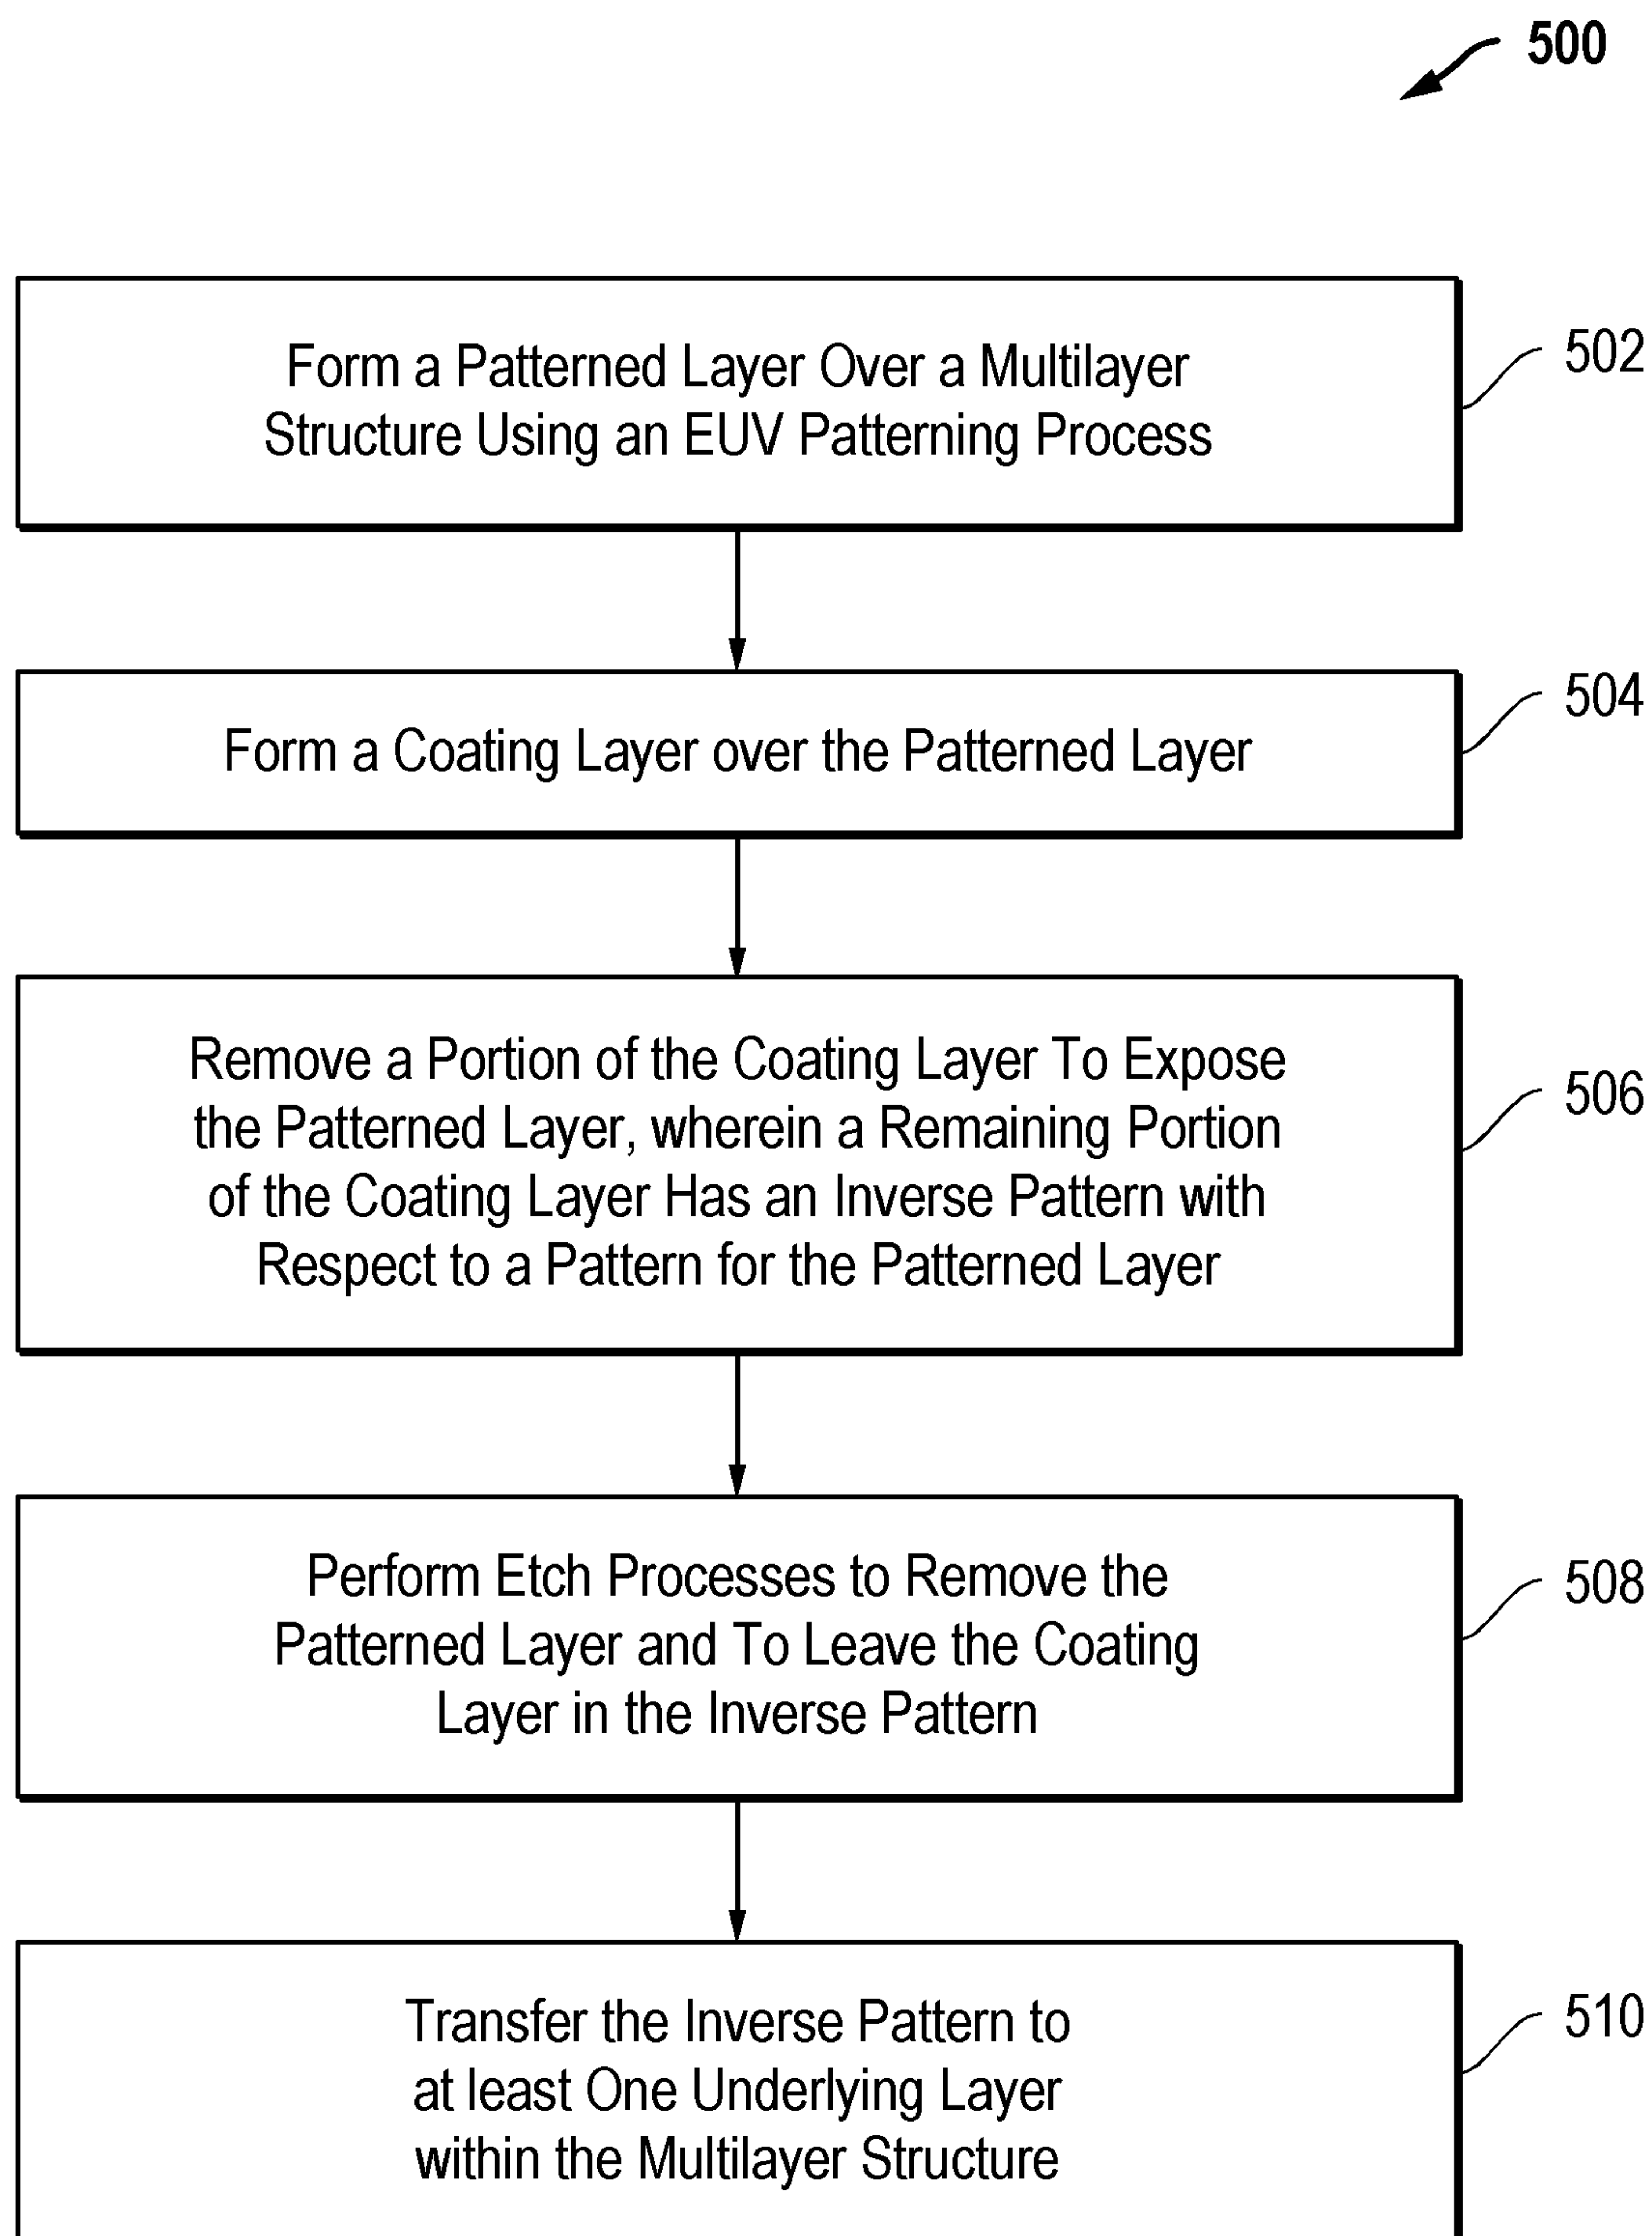 500
Form a Patterned Layer Over a Multilayer
Structure Using an EUV Patterning Process
502
Form a Coating Layer over the Patterned Layer
504
Remove a Portion of the Coating Layer To Expose
the Patterned Layer, wherein a Remaining Portion
of the Coating Layer Has an Inverse Pattern with
Respect to a Pattern for the Patterned Layer
506
Perform Etch Processes to Remove the
Patterned Layer and To Leave the Coating
Layer in the Inverse Pattern
508
Transfer the Inverse Pattern to
at least One Underlying Layer
within the Multilayer Structure
510